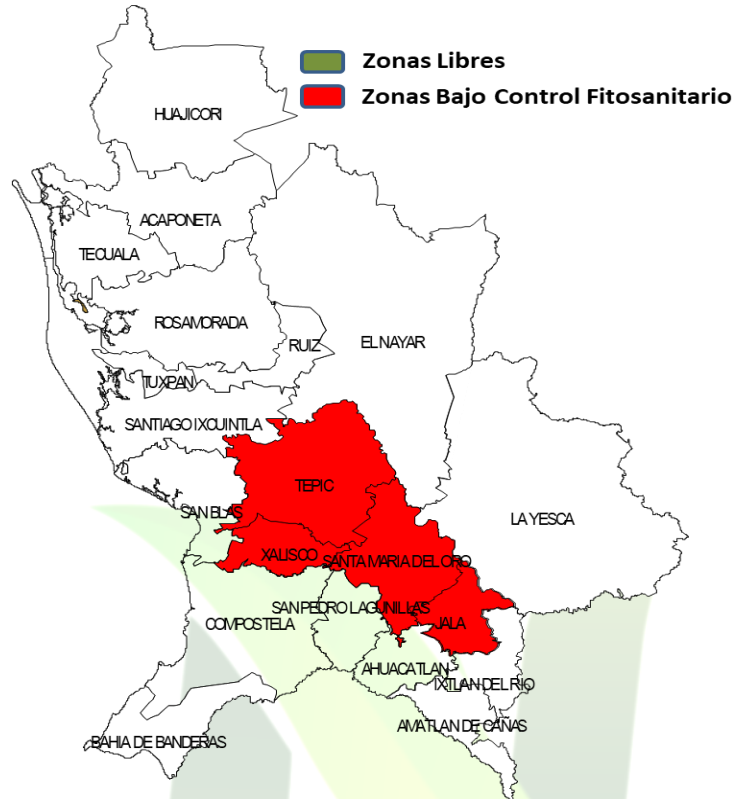 Zonas Libres
Zonas Bajo Control Fitosanitario
HUAJICORI
ACAPONETA
TECUALA
ROSAMORADA
RUIZ
EL NAYAR
TUXPAN
SANTIAGO IXCUINTLA
TEPIC
SAN BLAS
LA YESCA
XALISCO
SANTA MARIA DEL ORO
SAN PEDRO LAGUNILLAS
COMPOSTELA
JALA
AHUACATLAN
IXTLAN DEL RIO
AMATLAN DE CAÑAS
BAHIA DE BANDERAS